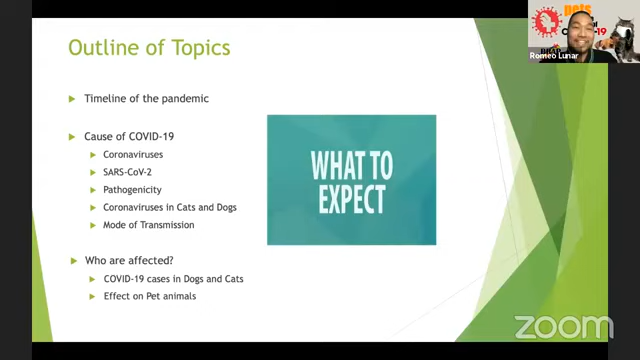 Outline of Topics
Timeline of the pandemic
Cause of COVID-19
Coronaviruses
SARS-CoV-2
Pathogenicity
Coronaviruses in Cats and Dogs
Mode of Transmission
Who are affected?
COVID-19 cases in Dogs and Cats
Effect on Pet animals
WHAT TO
EXPECT
pets
Romeo Lunar
zoom